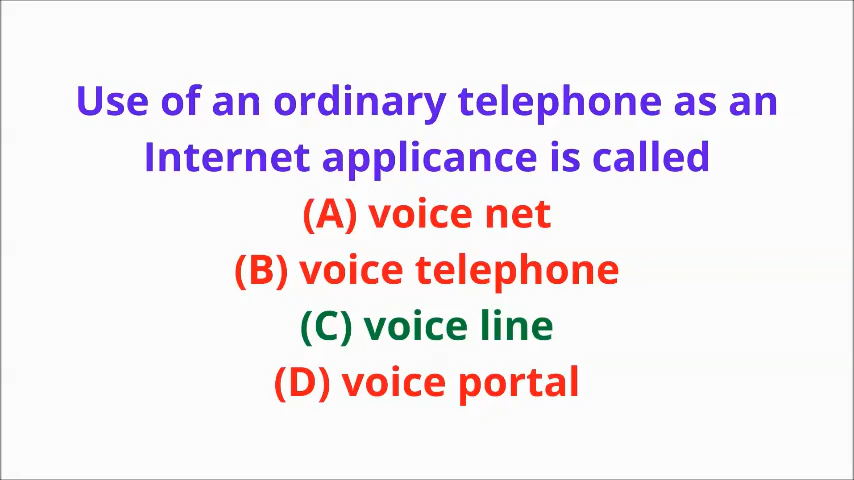 Use of an ordinary telephone as an
Internet applicance is called
(A) voice net
(B) voice telephone
(C) voice line
(D) voice portal